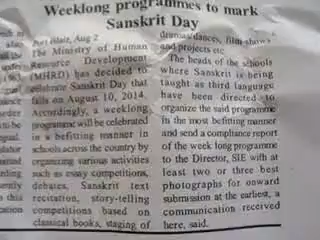 Weeklong programmes to mark
Sanskrit Day
Port Blair, Aug 2
The Ministry of Human
Resource Development
(MHRD) has decided to
celebrate Sanskrit Day that
falls on August 10, 2014.
Accordingly, a weeklong
programme will be celebrated
in a befitting manner in
schools across the country by
organizing various activities
such as essay competitions,
debates, Sanskrit text
recitation, story-telling
competitions based on
classical books, staging of
dramas/dances, film-shows
and projects etc.
The heads of the schools
where Sanskrit is being
taught as third language
have been directed to
organize the said programme
in the most befitting manner
and send a compliance report
of the week long programme
to the Director, SIE with at
least two or three best
photographs for onward
submission at the earliest, a
communication received
here, said.